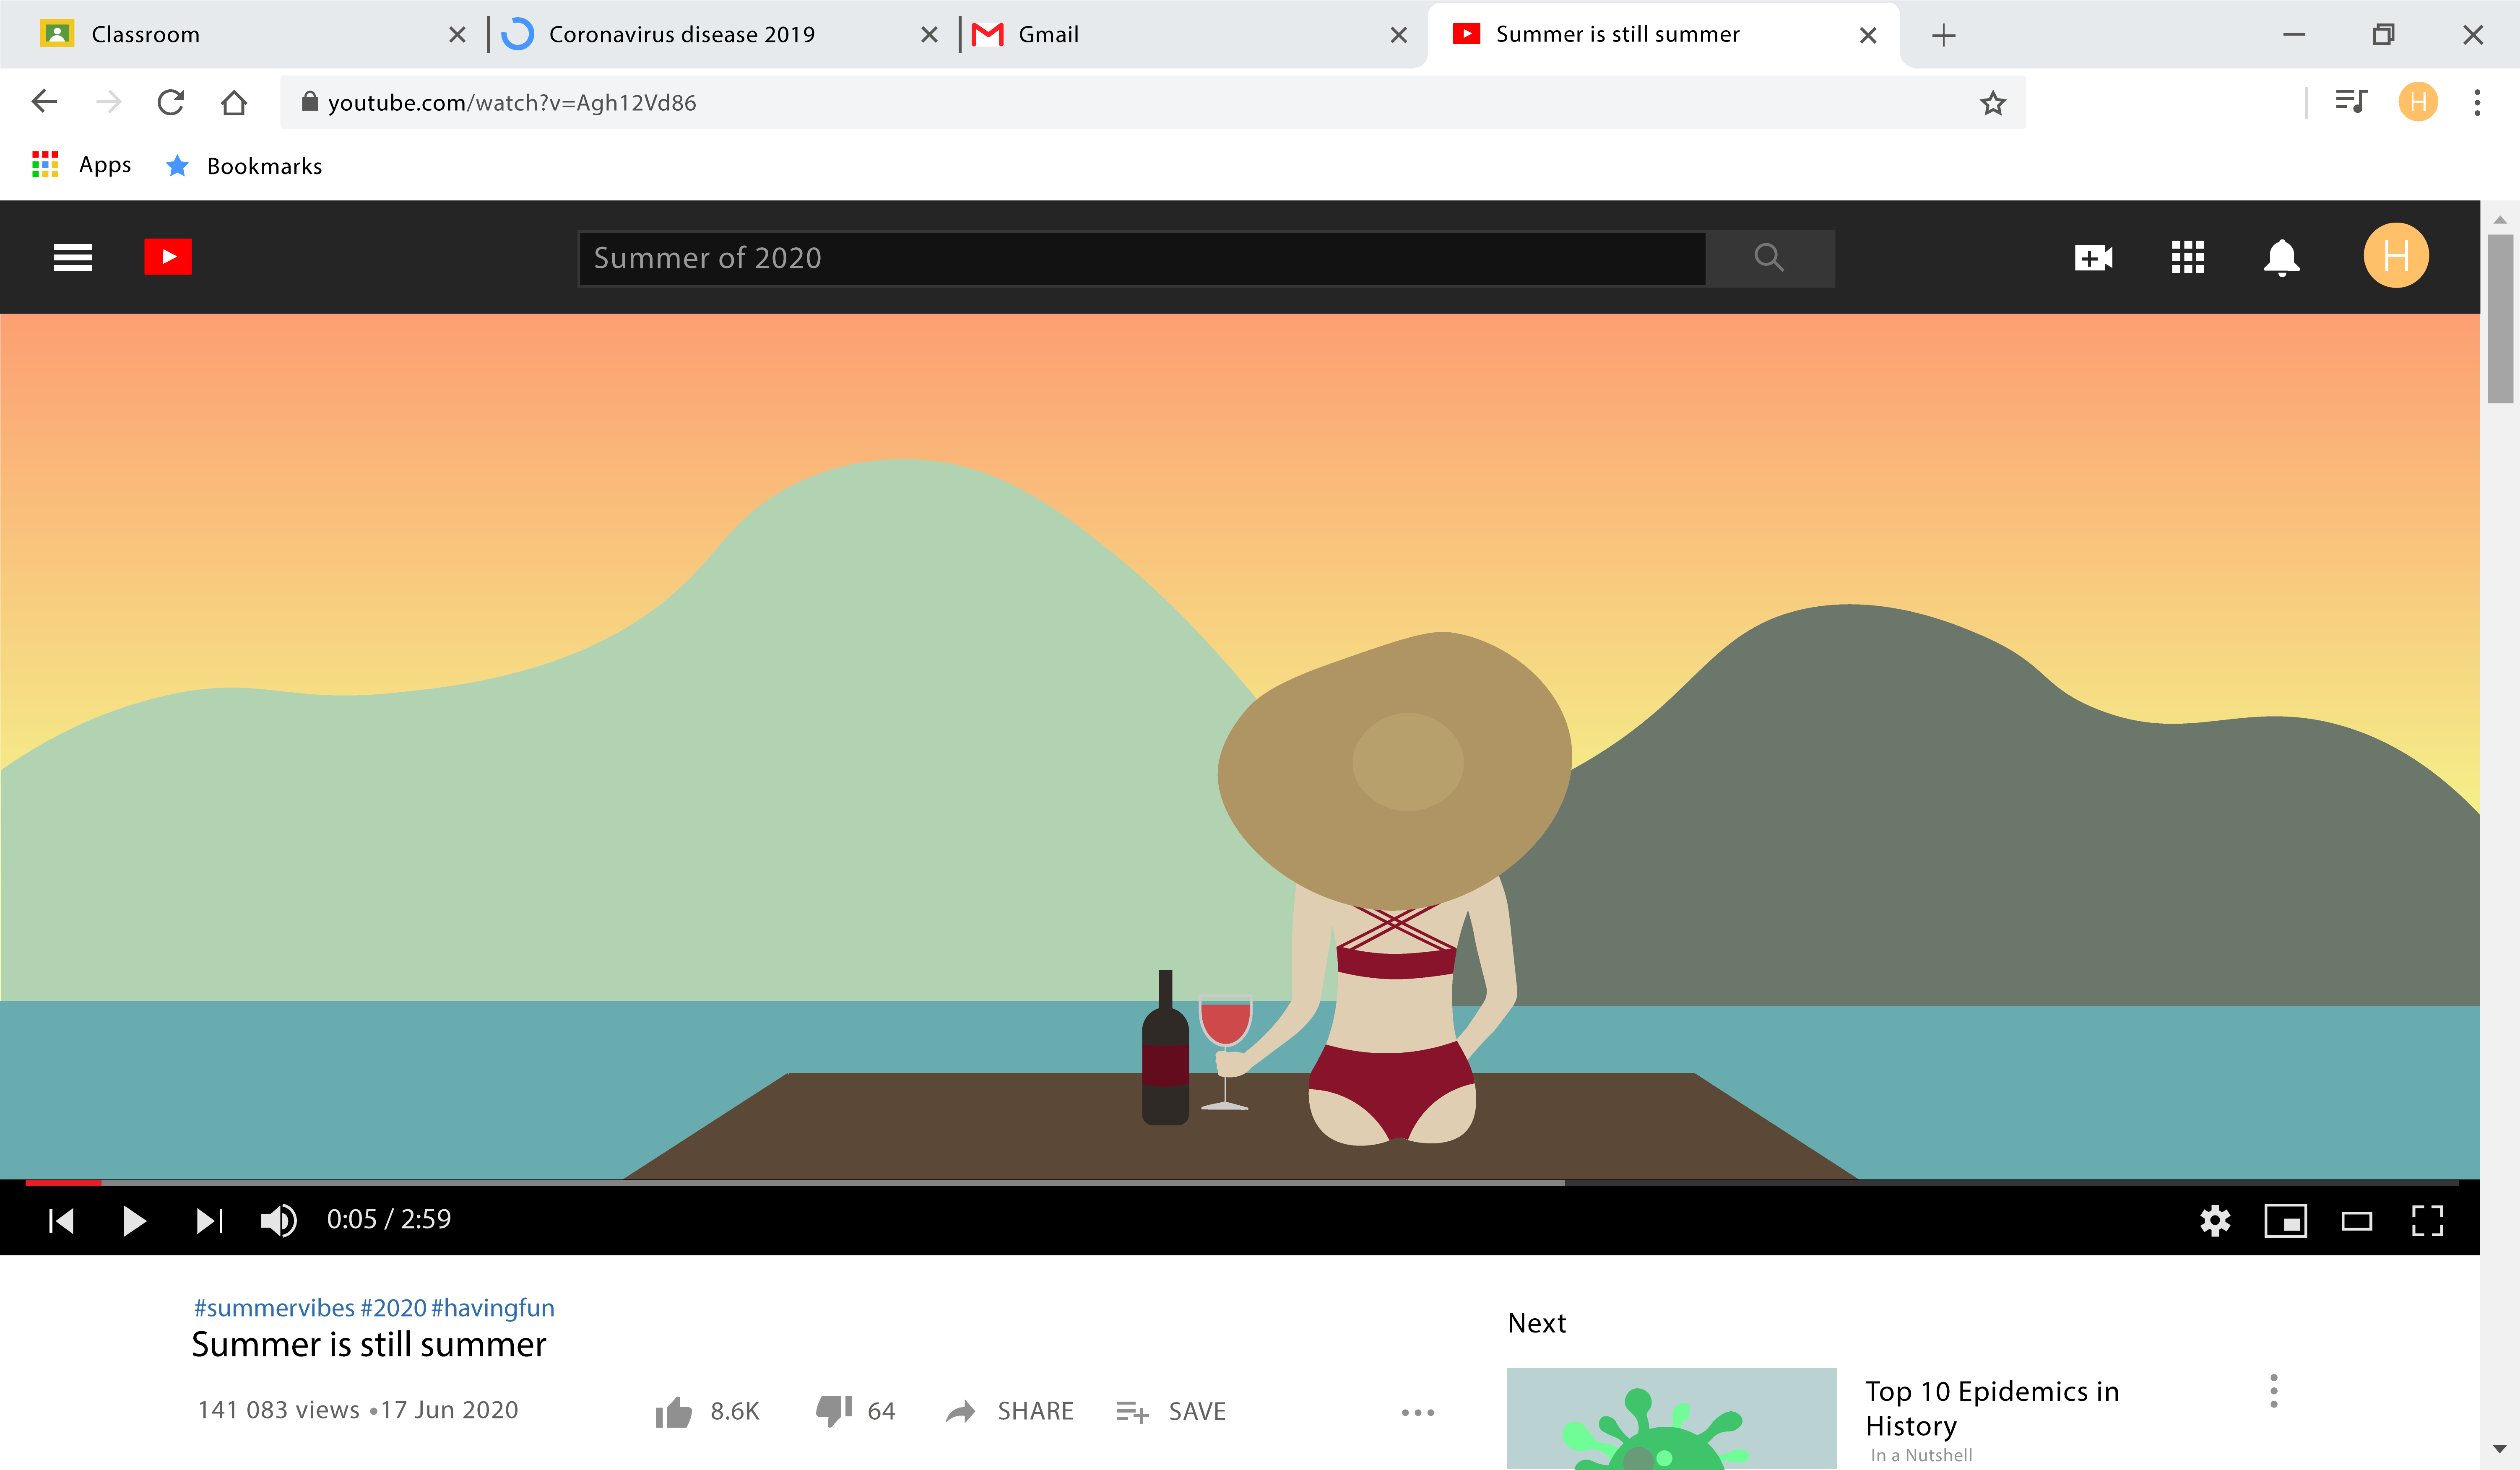 Classroom
Coronavirus disease 2019
Gmail
Summer is still summer
youtube.com/watch?v=Agh12Vd86
H
Apps
Bookmarks
Summer of 2020
H
0:05 / 2:59
#summervibes #2020 #havingfun
Summer is still summer
141 083 views •17 Jun 2020
8.6K
64
SHARE
SAVE
Next
Top 10 Epidemics in
History
In a Nutshell